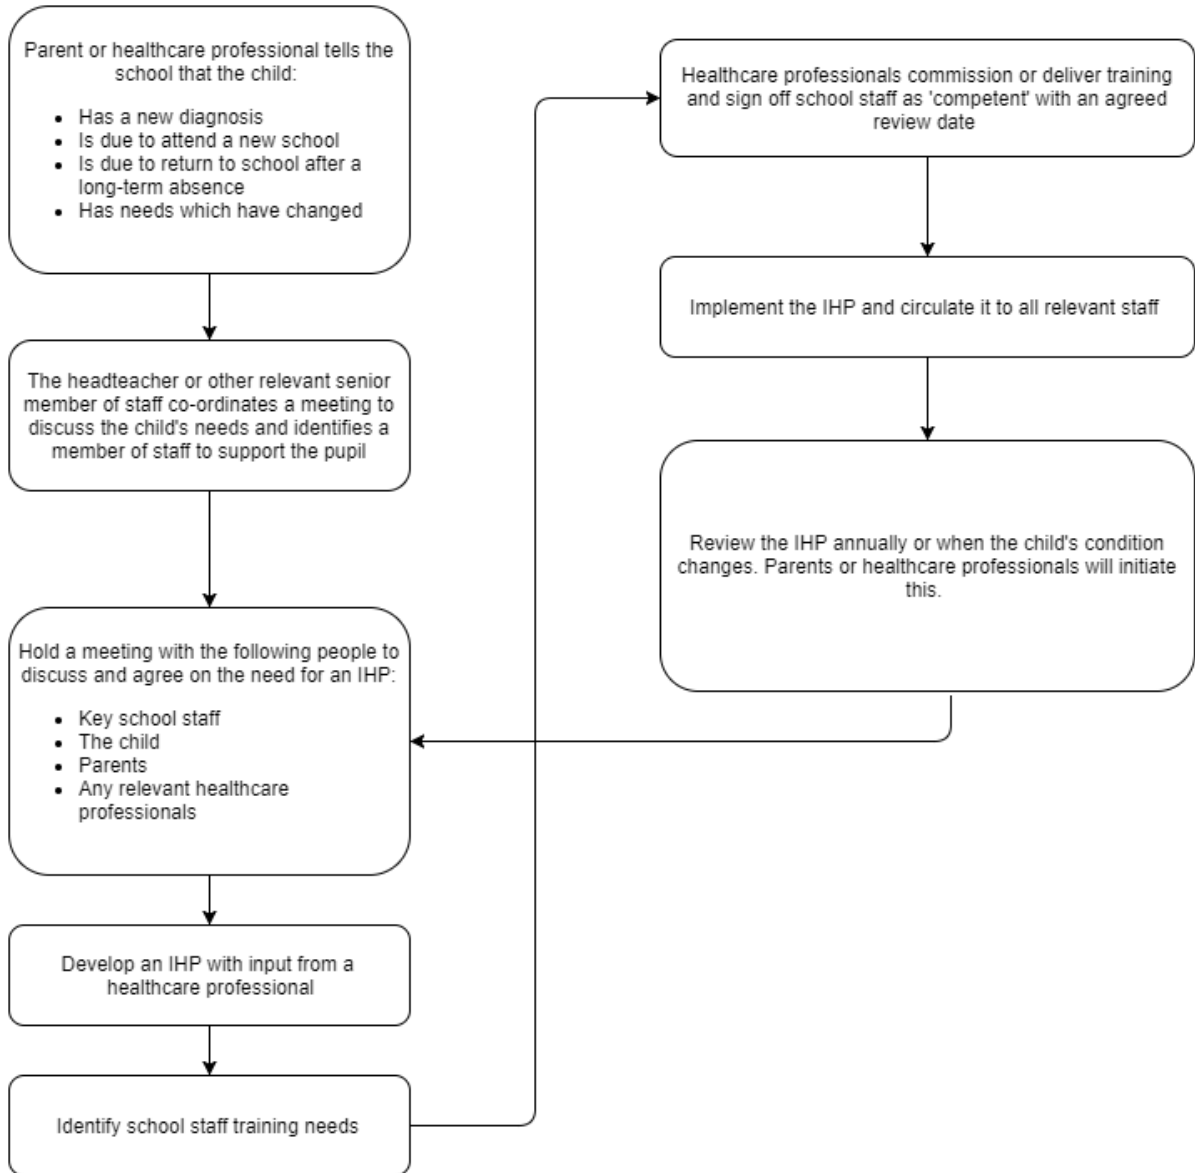 Parent or healthcare professional tells the
school that the child:
• Has a new diagnosis
• Is due to attend a new school
• Is due to return to school after a
long-term absence
• Has needs which have changed
The headteacher or other relevant senior
member of staff co-ordinates a meeting to
discuss the child's needs and identifies a
member of staff to support the pupil
Hold a meeting with the following people to
discuss and agree on the need for an IHP:
• Key school staff
• The child
• Parents
• Any relevant healthcare
professionals
Develop an IHP with input from a
healthcare professional
Identify school staff training needs
Healthcare professionals commission or deliver training
and sign off school staff as 'competent' with an agreed
review date
Implement the IHP and circulate it to all relevant staff
Review the IHP annually or when the child's condition
changes. Parents or healthcare professionals will initiate
this.